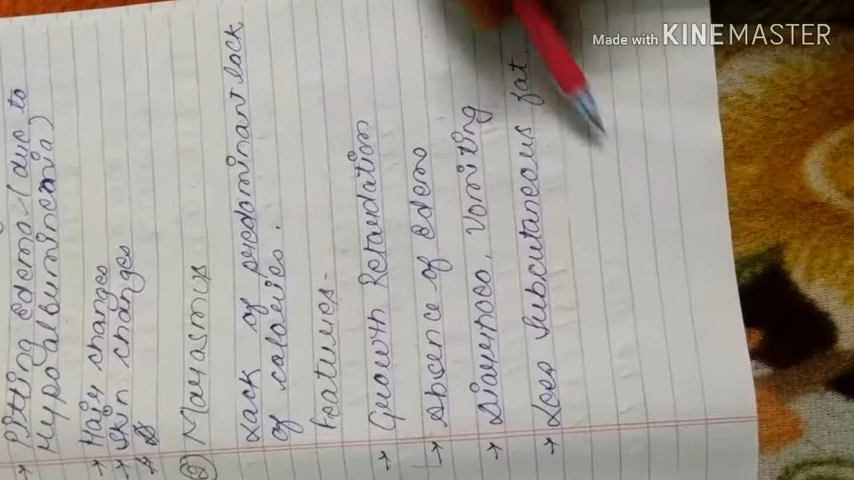 → Pitting Edema - (due to
Hypoalbuminemia)
→ Hair changes
→ Skin changes
② Marasmus
Lack of predominant lack
of calories.
Features -
→ Growth Retardation
→ Absence of Edema
→ Diarrhoea, Vomiting
→ Less Subcutaneous fat.
Made with KINEMASTER